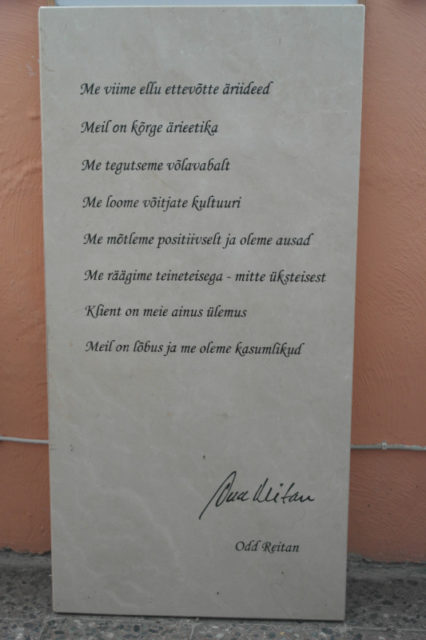 Me viime ellu ettevõtte äriideed
Meil on kõrge ärieetika
Me tegutseme võlavabalt
Me loome võitjate kultuuri
Me mõtleme positiivselt ja oleme ausad
Me räägime teineteisega - mitte üksteisest
Klient on meie ainus ülemus
Meil on lõbus ja me oleme kasumlikud
Odd Reitan
Odd Reitan